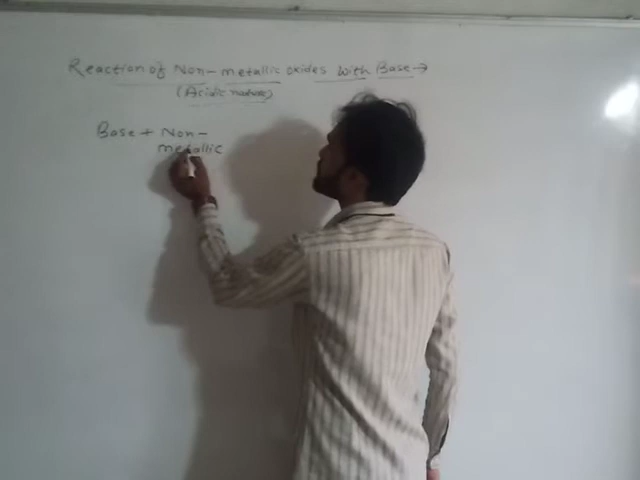 Reaction of Non-metallic oxides with Base →
(Acidic nature)
Base + Non-
metallic